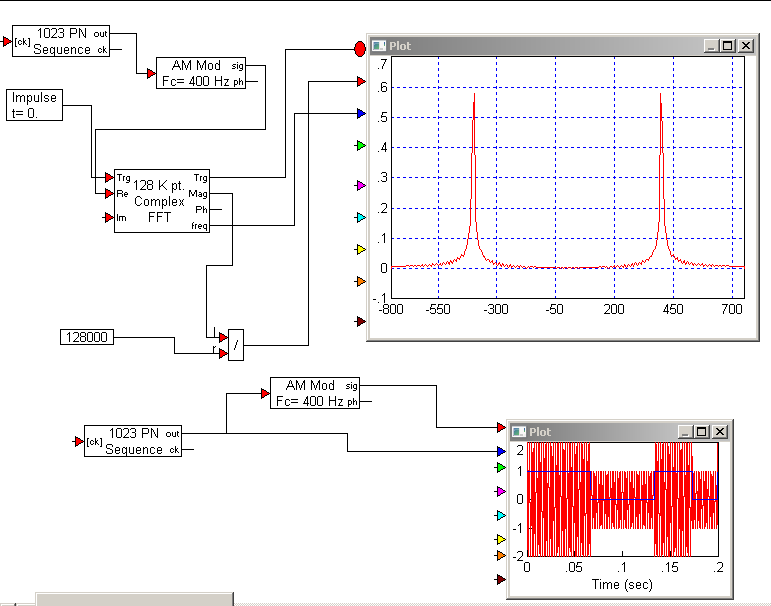 1023 PN out
[ck] Sequence ck
AM Mod sig
Fc= 400 Hz ph
Impulse
t= 0.
Trg 128 K pt. Trg
Re Complex Mag
Im FFT Ph
freq
128000
l
r
/
Plot
.7
.6
.5
.4
.3
.2
.1
0
-.1
-800 -550 -300 -50 200 450 700
AM Mod sig
Fc= 400 Hz ph
1023 PN out
[ck] Sequence ck
Plot
2
1
0
-1
-2
0 .05 .1 .15 .2
Time (sec)